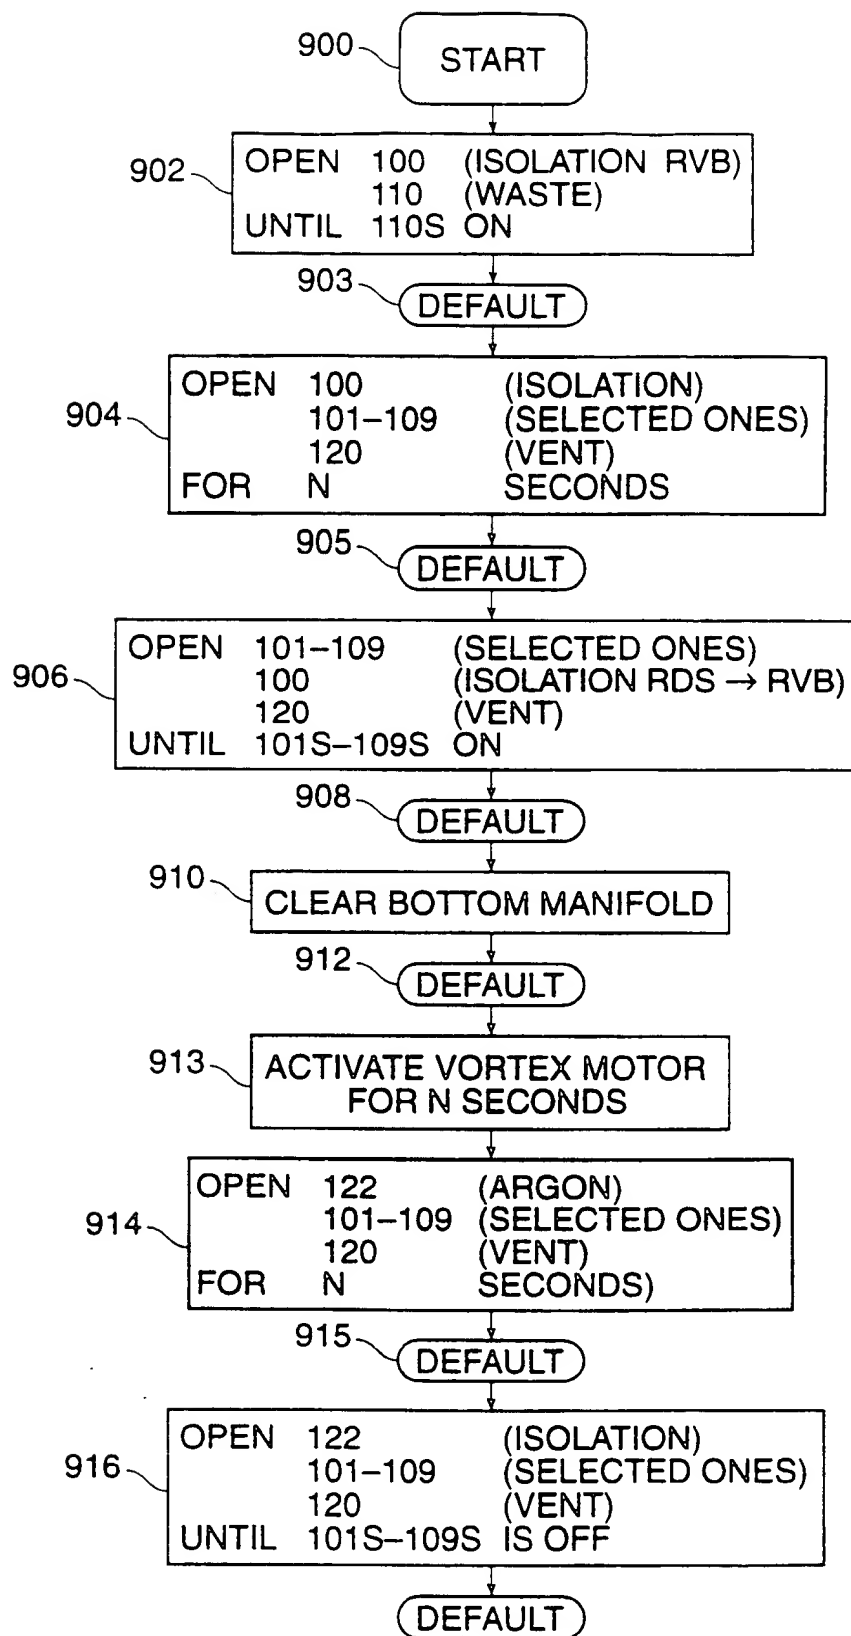 900
START
902
OPEN 100 (ISOLATION RVB)
110 (WASTE)
UNTIL 110S ON
903
DEFAULT
904
OPEN 100 (ISOLATION)
101–109 (SELECTED ONES)
120 (VENT)
FOR N SECONDS
905
DEFAULT
906
OPEN 101–109 (SELECTED ONES)
100 (ISOLATION RDS → RVB)
120 (VENT)
UNTIL 101S–109S ON
908
DEFAULT
910
CLEAR BOTTOM MANIFOLD
912
DEFAULT
913
ACTIVATE VORTEX MOTOR
FOR N SECONDS
914
OPEN 122 (ARGON)
101–109 (SELECTED ONES)
120 (VENT)
FOR N SECONDS)
915
DEFAULT
916
OPEN 122 (ISOLATION)
101–109 (SELECTED ONES)
120 (VENT)
UNTIL 101S–109S IS OFF
DEFAULT